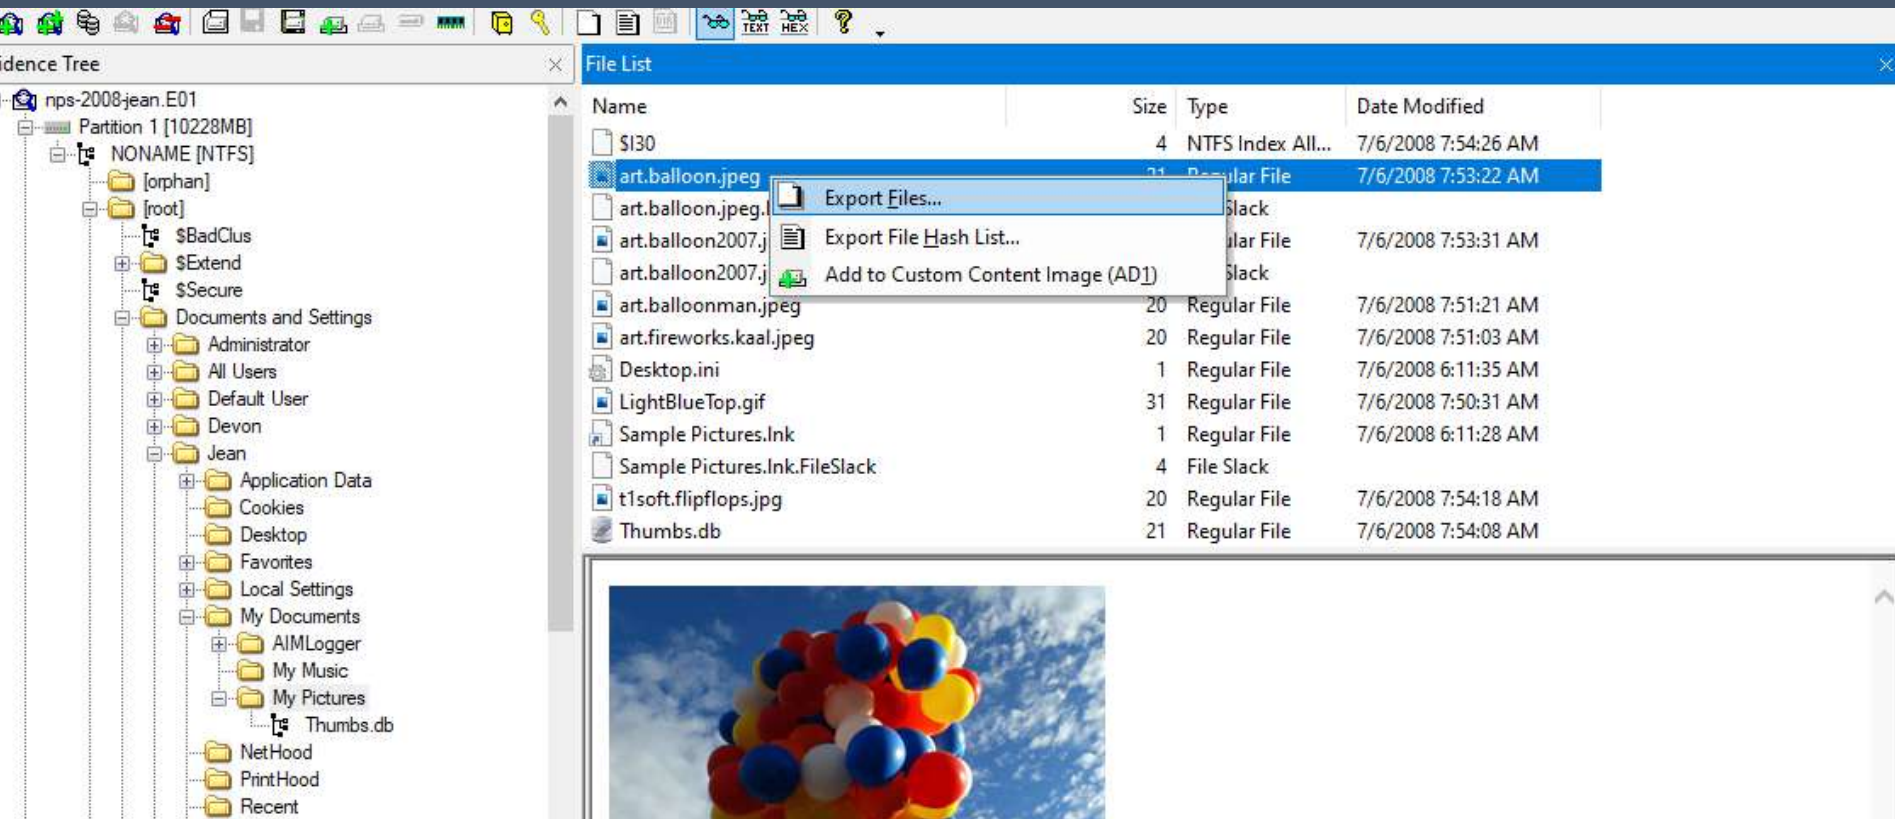 TEXT HEX ?
idence Tree
nps-2008-jean.E01
Partition 1 [10228MB]
NONAME [NTFS]
[orphan]
[root]
$BadClus
$Extend
$Secure
Documents and Settings
Administrator
All Users
Default User
Devon
Jean
Application Data
Cookies
Desktop
Favorites
Local Settings
My Documents
AIMLogger
My Music
My Pictures
Thumbs.db
NetHood
PrintHood
Recent
File List
Name Size Type Date Modified
$I30 4 NTFS Index All... 7/6/2008 7:54:26 AM
art.balloon.jpeg 21 Regular File 7/6/2008 7:53:22 AM
art.balloon.jpeg. Slack
art.balloon2007.j ular File 7/6/2008 7:53:31 AM
art.balloon2007.j Slack
art.balloonman.jpeg 20 Regular File 7/6/2008 7:51:21 AM
art.fireworks.kaal.jpeg 20 Regular File 7/6/2008 7:51:03 AM
Desktop.ini 1 Regular File 7/6/2008 6:11:35 AM
LightBlueTop.gif 31 Regular File 7/6/2008 7:50:31 AM
Sample Pictures.lnk 1 Regular File 7/6/2008 6:11:28 AM
Sample Pictures.lnk.FileSlack 4 File Slack
t1soft.flipflops.jpg 20 Regular File 7/6/2008 7:54:18 AM
Thumbs.db 21 Regular File 7/6/2008 7:54:08 AM
Export Files...
Export File Hash List...
Add to Custom Content Image (AD1)